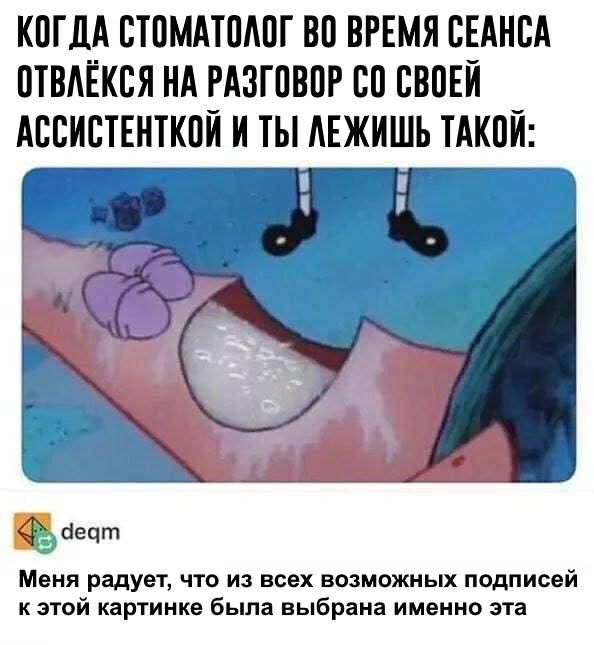 КОГДА СТОМАТОЛОГ ВО ВРЕМЯ СЕАНСА
ОТВЛЁКСЯ НА РАЗГОВОР СО СВОЕЙ
АССИСТЕНТКОЙ И ТЫ ЛЕЖИШЬ ТАКОЙ:
deqm
Меня радует, что из всех возможных подписей
к этой картинке была выбрана именно эта